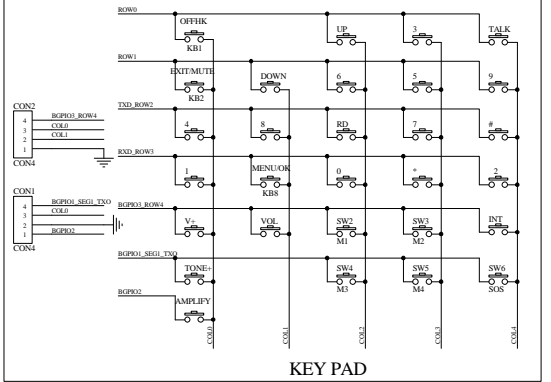 ROW0
OFFHK UP 3 TALK
KB1
ROW1
EXIT/MUTE DOWN 6 5 9
KB2
CON2
4 BGPIO3_ROW4
3 COL0
2 COL1
1
CON4
TXD_ROW2
4 8 RD 7 #
RXD_ROW3
1 MENU/OK 0 * 2
KB8
CON1
4 BGPIO1_SEG1_TXO
3 COL0
2
1 BGPIO2
CON4
BGPIO3_ROW4
V+ VOL SW2 SW3 INT
M1 M2
BGPIO1_SEG1_TXO
TONE+ SW4 SW5 SW6
M3 M4 SOS
BGPIO2
AMPLIFY
COL0 COL1 COL2 COL3 COL4
KEY PAD